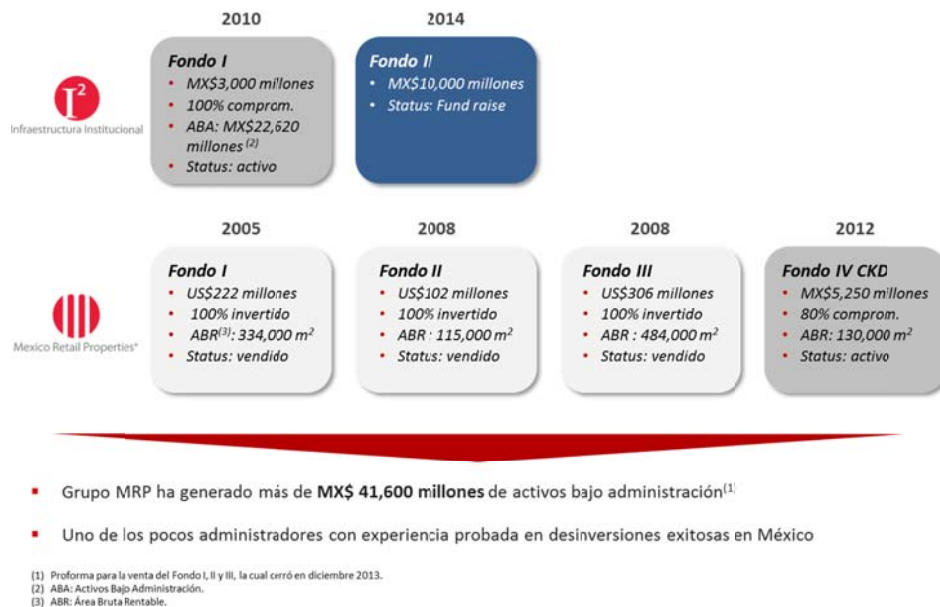 2010
2014
I²
Infraestructura Institucional
Fondo I
• MX$3,000 millones
• 100% comprom.
• ABA: MX$22,620
millones (2)
• Status: activo
Fondo II
• MX$10,000 millones
• Status: Fund raise
2005
2008
2008
2012
Mexico Retail Properties®
Fondo I
• US$222 millones
• 100% invertido
• ABR(3): 334,000 m²
• Status: vendido
Fondo II
• US$102 millones
• 100% invertido
• ABR : 115,000 m²
• Status: vendido
Fondo III
• US$306 millones
• 100% invertido
• ABR : 484,000 m²
• Status: vendido
Fondo IV CKD
• MX$5,250 millones
• 80% comprom.
• ABR: 130,000 m²
• Status: activo
▪ Grupo MRP ha generado más de MX$ 41,600 millones de activos bajo administración(1)
▪ Uno de los pocos administradores con experiencia probada en desinversiones exitosas en México
(1) Proforma para la venta del Fondo I, II y III, la cual cerró en diciembre 2013.
(2) ABA: Activos Bajo Administración.
(3) ABR: Área Bruta Rentable.